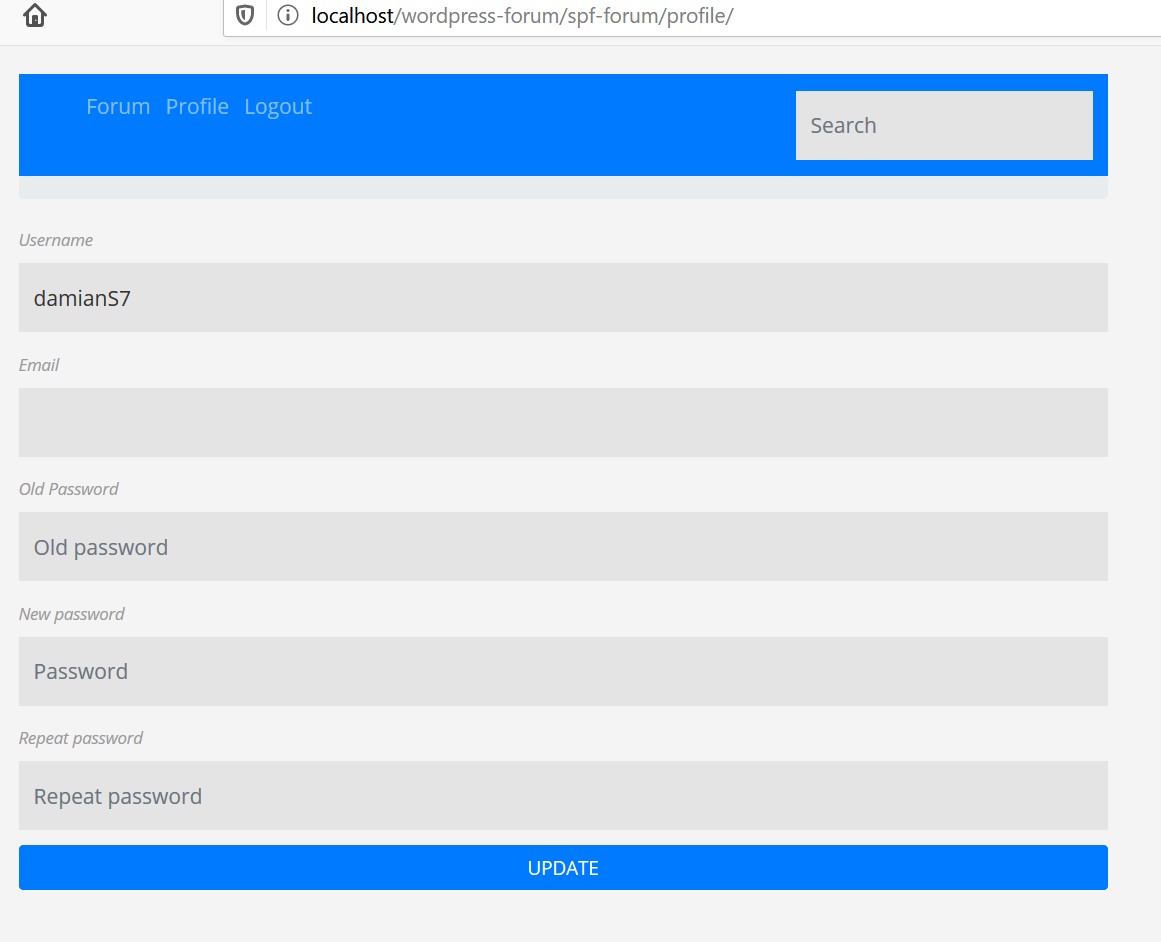 localhost/wordpress-forum/spf-forum/profile/
Forum Profile Logout
Search
Username
damianS7
Email
Old Password
Old password
New password
Password
Repeat password
Repeat password
UPDATE